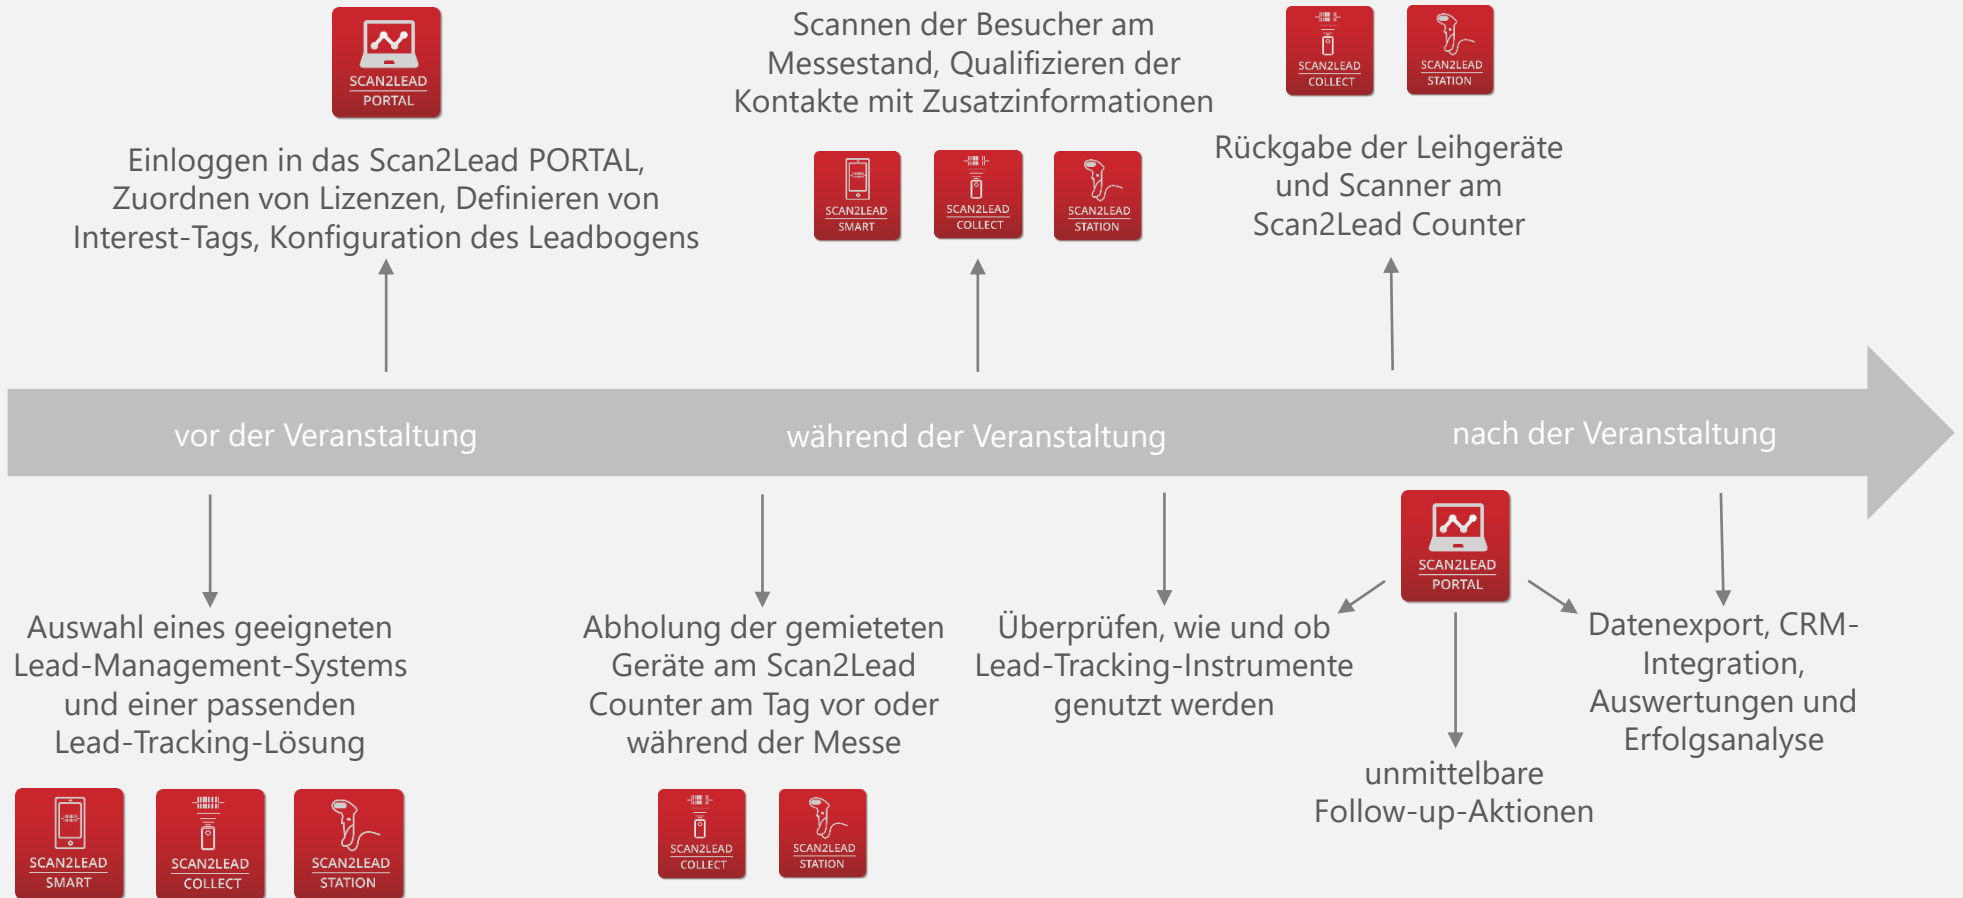 SCAN2LEAD
PORTAL
Einloggen in das Scan2Lead PORTAL,
Zuordnen von Lizenzen, Definieren von
Interest-Tags, Konfiguration des Leadbogens
Scannen der Besucher am
Messestand, Qualifizieren der
Kontakte mit Zusatzinformationen
SCAN2LEAD
SMART
SCAN2LEAD
COLLECT
SCAN2LEAD
STATION
SCAN2LEAD
COLLECT
SCAN2LEAD
STATION
Rückgabe der Leihgeräte
und Scanner am
Scan2Lead Counter
vor der Veranstaltung
während der Veranstaltung
nach der Veranstaltung
Auswahl eines geeigneten
Lead-Management-Systems
und einer passenden
Lead-Tracking-Lösung
SCAN2LEAD
SMART
SCAN2LEAD
COLLECT
SCAN2LEAD
STATION
Abholung der gemieteten
Geräte am Scan2Lead
Counter am Tag vor oder
während der Messe
SCAN2LEAD
COLLECT
SCAN2LEAD
STATION
Überprüfen, wie und ob
Lead-Tracking-Instrumente
genutzt werden
SCAN2LEAD
PORTAL
unmittelbare
Follow-up-Aktionen
Datenexport, CRM-
Integration,
Auswertungen und
Erfolgsanalyse